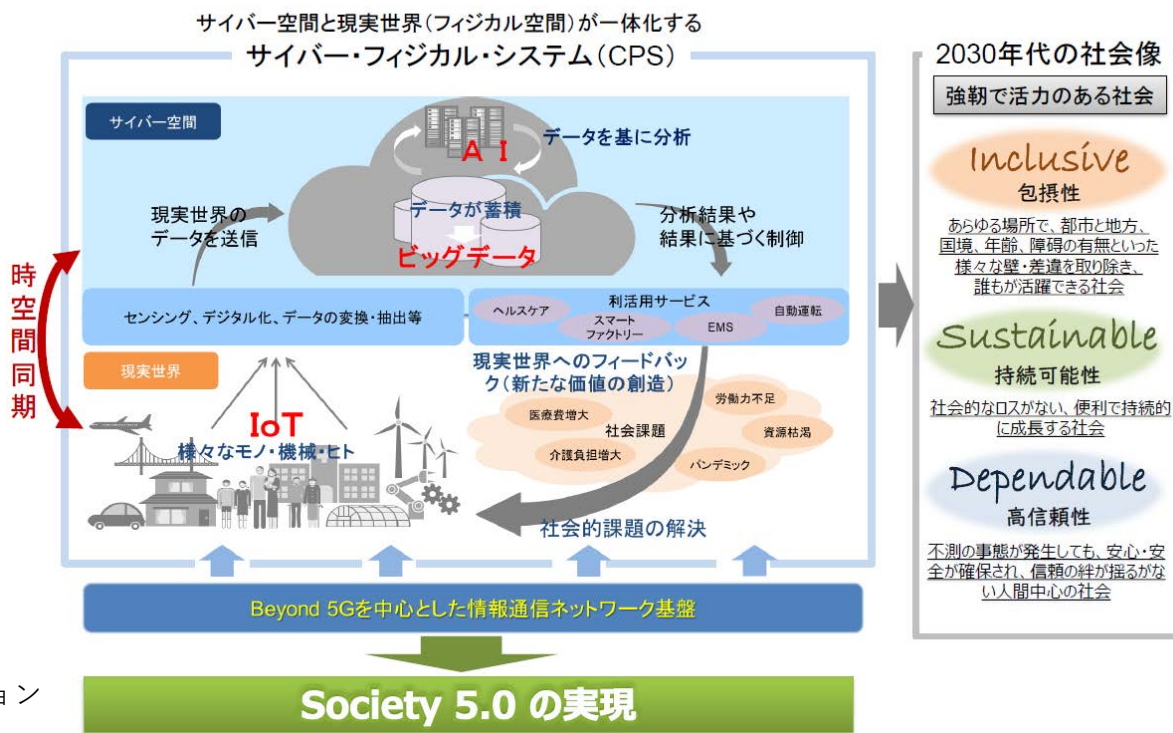 サイバー空間と現実世界(フィジカル空間)が一体化する
サイバー・フィジカル・システム(CPS)
サイバー空間
AI
データを基に分析
データが蓄積
ビッグデータ
現実世界の
データを送信
分析結果や
結果に基づく制御
時空間同期
センシング、デジタル化、データの変換・抽出等
利活用サービス
ヘルスケア
スマート
ファクトリー
EMS
自動運転
現実世界
IoT
様々なモノ・機械・ヒト
現実世界へのフィードバッ
ク(新たな価値の創造)
医療費増大
労働力不足
社会課題
資源枯渇
介護負担増大
パンデミック
社会的課題の解決
Beyond 5Gを中心とした情報通信ネットワーク基盤
ョン
Society 5.0 の実現
2030年代の社会像
強靭で活力のある社会
Inclusive
包摂性
あらゆる場所で、都市と地方、
国境、年齢、障碍の有無といった
様々な壁・差違を取り除き、
誰もが活躍できる社会
Sustainable
持続可能性
社会的なロスがない、便利で持続的
に成長する社会
Dependable
高信頼性
不測の事態が発生しても、安心・安
全が確保され、信頼の絆が揺るがな
い人間中心の社会